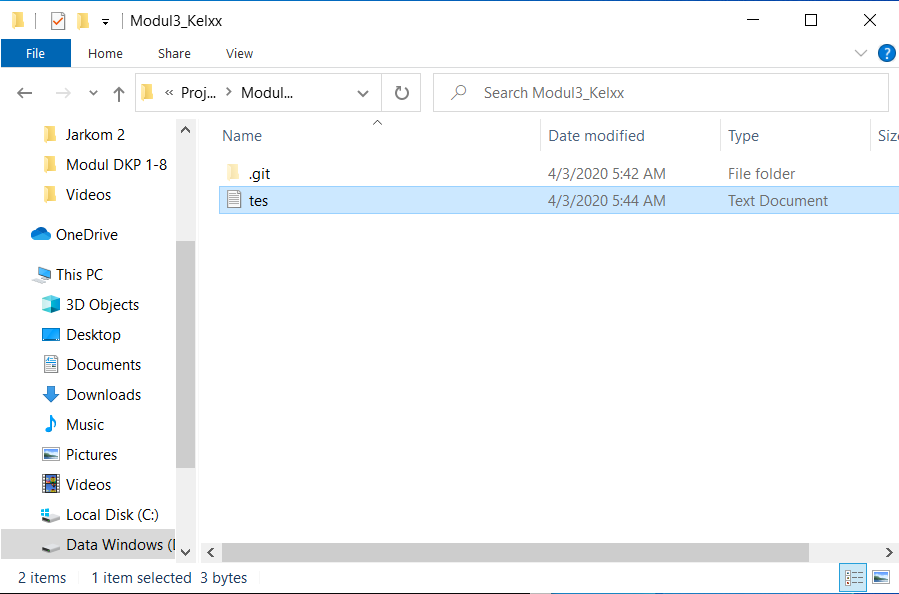 Modul3_Kelxx
File Home Share View
« Proj... Modul... Search Modul3_Kelxx
Jarkom 2
Modul DKP 1-8
Videos
OneDrive
This PC
3D Objects
Desktop
Documents
Downloads
Music
Pictures
Videos
Local Disk (C:)
Data Windows (
Name Date modified Type Siz
.git 4/3/2020 5:42 AM File folder
tes 4/3/2020 5:44 AM Text Document
2 items 1 item selected 3 bytes